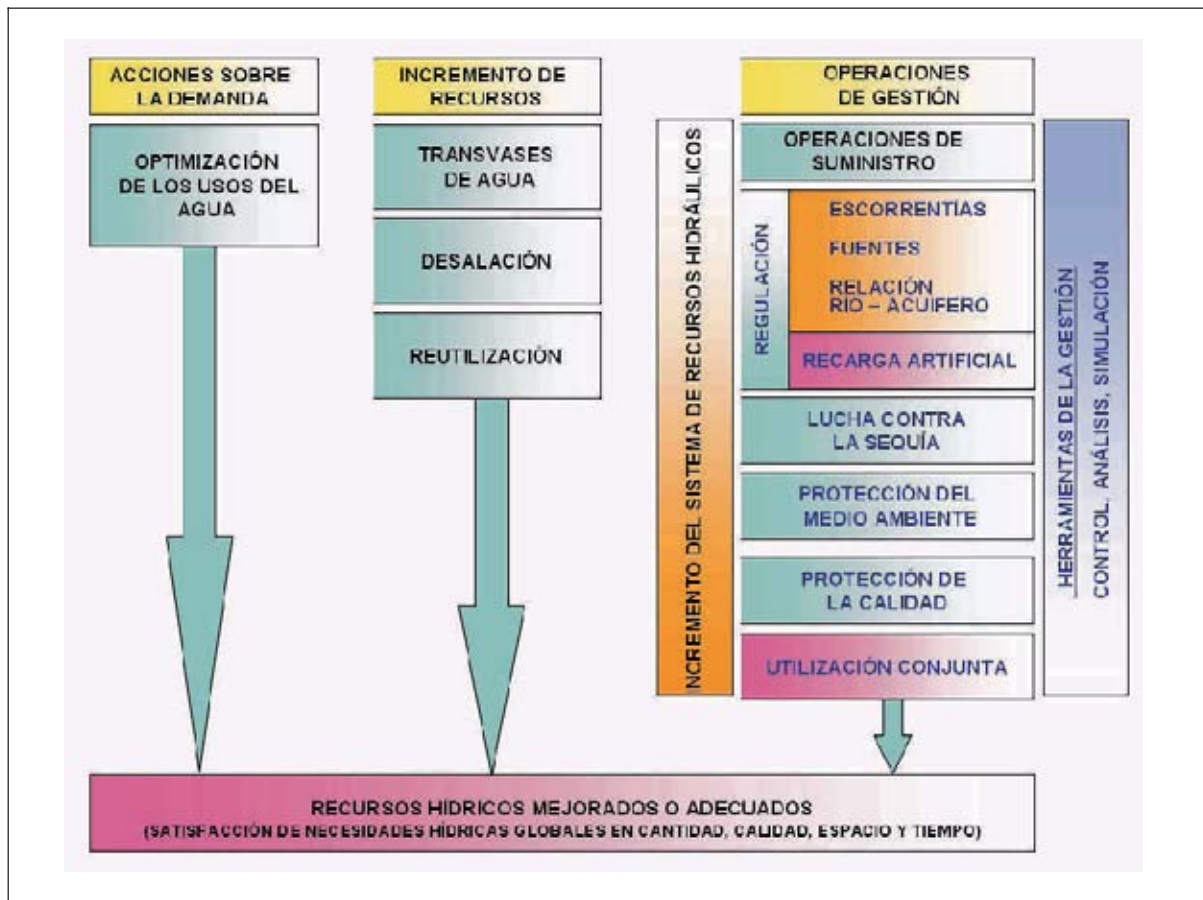 ACCIONES SOBRE
LA DEMANDA
OPTIMIZACIÓN
DE LOS USOS DEL
AGUA
INCREMENTO DE
RECURSOS
TRANSVASES
DE AGUA
DESALACIÓN
REUTILIZACIÓN
NCREMENTO DEL SISTEMA DE RECURSOS HIDRÁULICOS
OPERACIONES
DE GESTIÓN
OPERACIONES DE
SUMINISTRO
REGULACIÓN
ESCORRENTÍAS
FUENTES
RELACIÓN
RIO – ACUÍFERO
RECARGA ARTIFICIAL
LUCHA CONTRA
LA SEQUÍA
PROTECCIÓN DEL
MEDIO AMBIENTE
PROTECCIÓN DE
LA CALIDAD
UTILIZACIÓN CONJUNTA
HERRAMIENTAS DE LA GESTIÓN
CONTROL, ANÁLISIS, SIMULACIÓN
RECURSOS HÍDRICOS MEJORADOS O ADECUADOS
(SATISFACCIÓN DE NECESIDADES HÍDRICAS GLOBALES EN CANTIDAD, CALIDAD, ESPACIO Y TIEMPO)